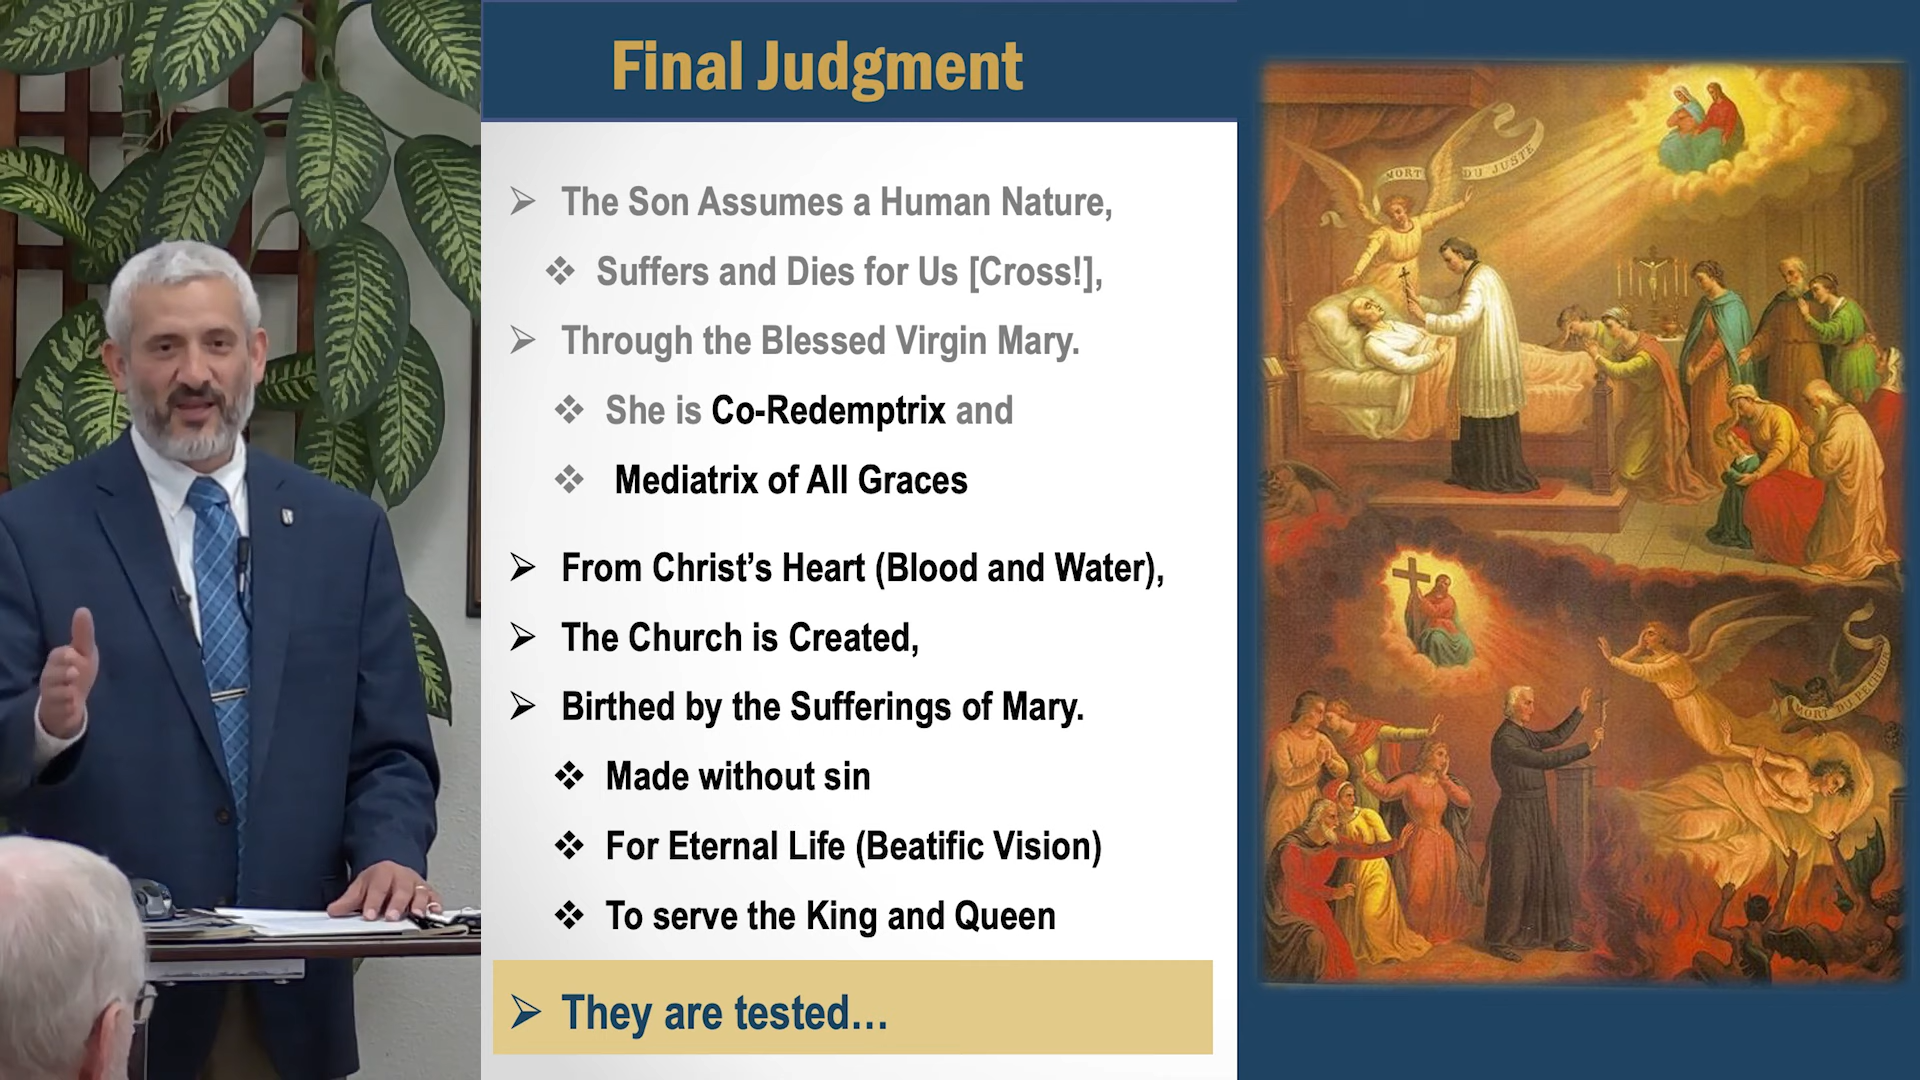 Final Judgment
➢ The Son Assumes a Human Nature,
❖ Suffers and Dies for Us [Cross!],
➢ Through the Blessed Virgin Mary.
❖ She is Co-Redemptrix and
❖ Mediatrix of All Graces
➢ From Christ’s Heart (Blood and Water),
➢ The Church is Created,
➢ Birthed by the Sufferings of Mary.
❖ Made without sin
❖ For Eternal Life (Beatific Vision)
❖ To serve the King and Queen
➢ They are tested…
MORT DU JUSTE
MORT DU PECHEUR